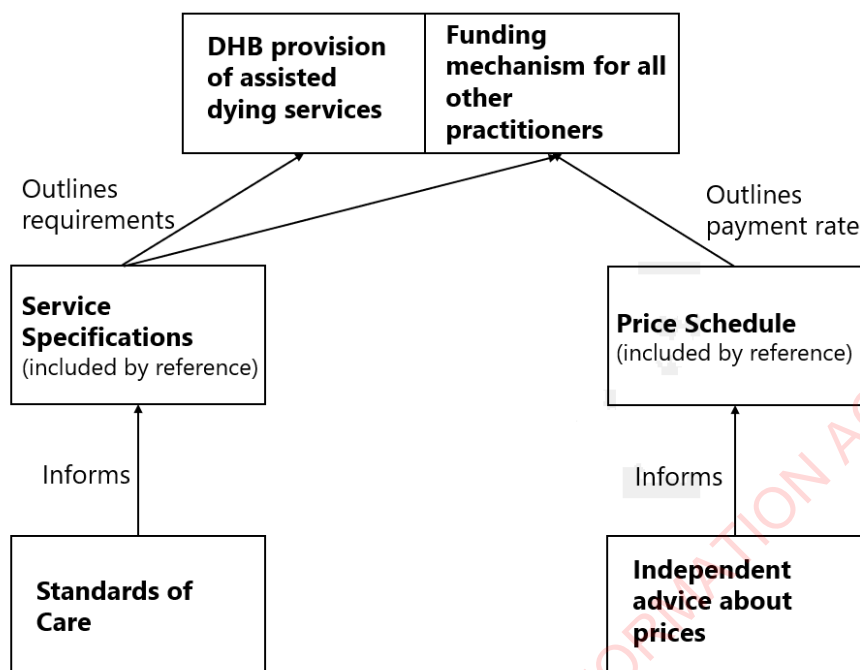 DHB provision
of assisted
dying services
Funding
mechanism for all
other
practitioners
Outlines
requirements
Outlines
payment rate
Service
Specifications
(included by reference)
Price Schedule
(included by reference)
Informs
Informs
Standards of
Care
Independent
advice about
prices